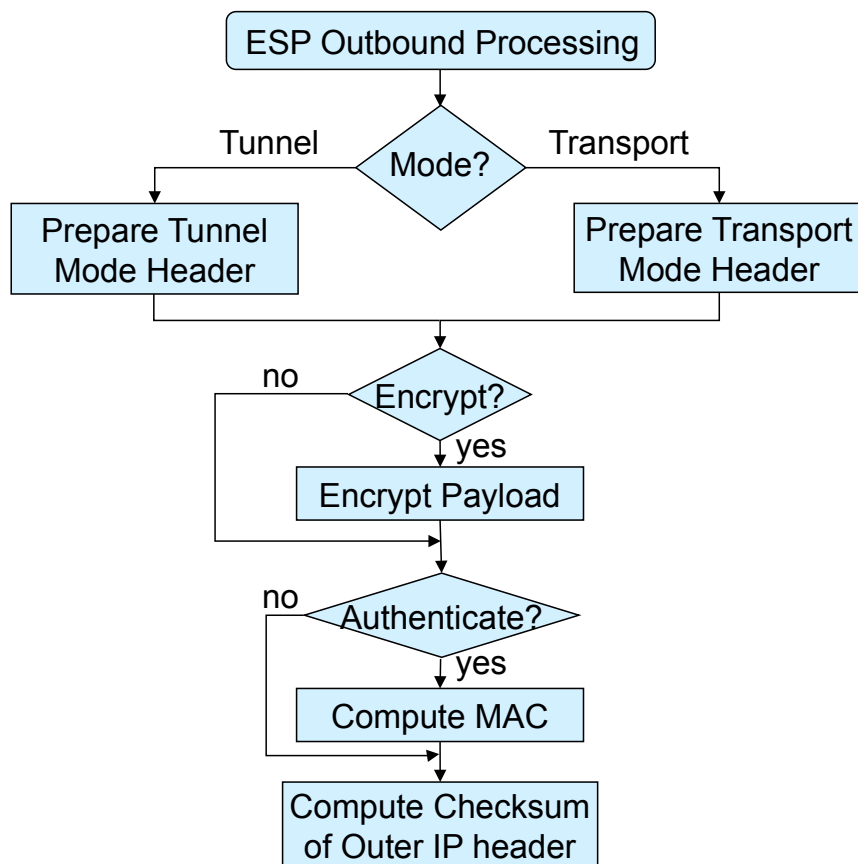 ESP Outbound Processing
Tunnel
Mode?
Transport
Prepare Tunnel
Mode Header
Prepare Transport
Mode Header
no
Encrypt?
yes
Encrypt Payload
no
Authenticate?
yes
Compute MAC
Compute Checksum
of Outer IP header